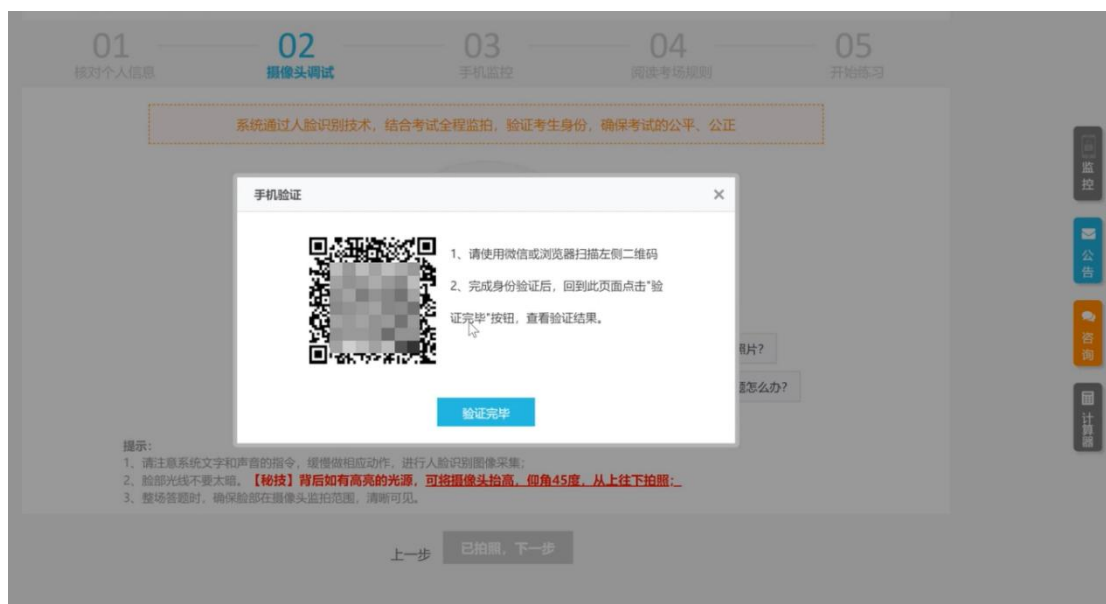 01
02
03
04
05
核对个人信息
摄像头调试
手机监控
阅读考场规则
开始练习
系统通过人脸识别技术，结合考试全程监拍，验证考生身份，确保考试的公平、公正
手机验证
1、请使用微信或浏览器扫描左侧二维码
2、完成身份验证后，回到此页面点击"验
证完毕"按钮，查看验证结果。
照片？
题怎么办？
验证完毕
提示：
1、请注意系统文字和声音的指令，缓慢做相应动作，进行人脸识别图像采集；
2、脸部光线不要太暗。【秘技】背后如有高亮的光源，可将摄像头抬高，仰角45度，从上往下拍照；
3、整场答题时，确保脸部在摄像头监拍范围，清晰可见。
上一步
已拍照，下一步
监控
公告
咨询
计算器